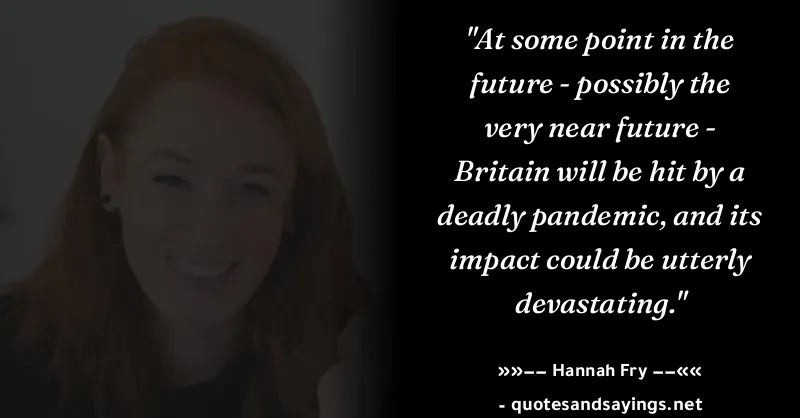 "At some point in the
future - possibly the
very near future -
Britain will be hit by a
deadly pandemic, and its
impact could be utterly
devastating."
»»−− Hannah Fry −−««
- quotesandsayings.net